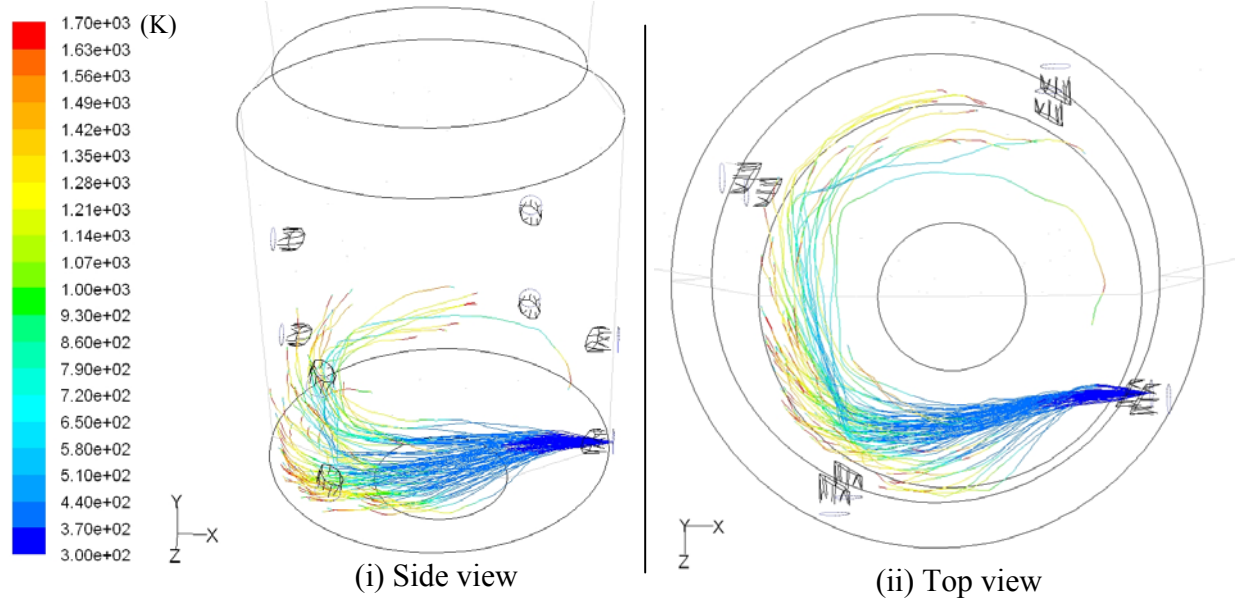 1.70e+03 (K)
1.63e+03
1.56e+03
1.49e+03
1.42e+03
1.35e+03
1.28e+03
1.21e+03
1.14e+03
1.07e+03
1.00e+03
9.30e+02
8.60e+02
7.90e+02
7.20e+02
6.50e+02
5.80e+02
5.10e+02
4.40e+02
3.70e+02
3.00e+02
Y
X
Z
(i) Side view
Y X
Z
(ii) Top view